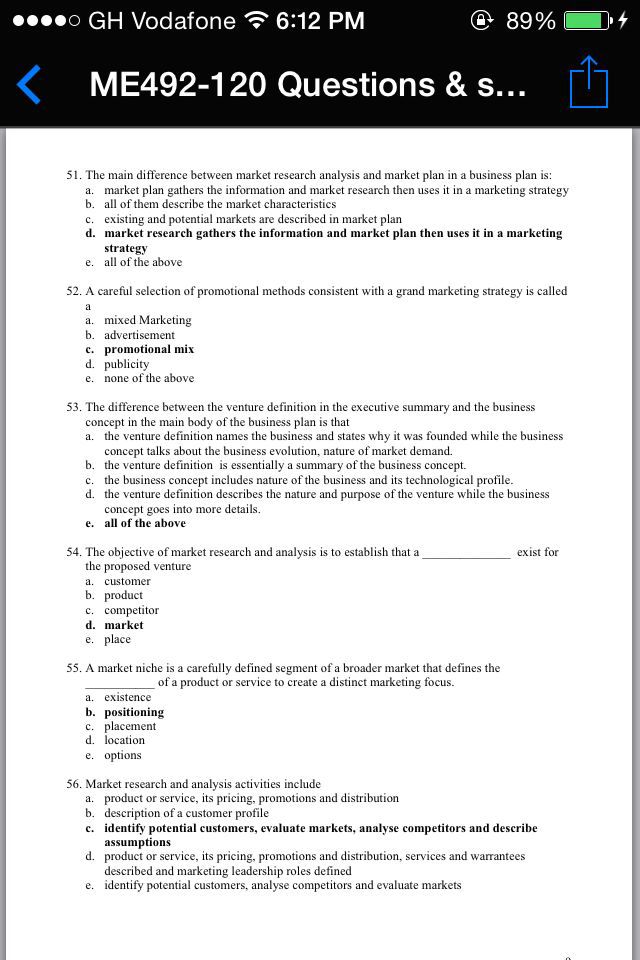 GH Vodafone 6:12 PM 89%
ME492-120 Questions & s...
51. The main difference between market research analysis and market plan in a business plan is:
a. market plan gathers the information and market research then uses it in a marketing strategy
b. all of them describe the market characteristics
c. existing and potential markets are described in market plan
d. market research gathers the information and market plan then uses it in a marketing
strategy
e. all of the above
52. A careful selection of promotional methods consistent with a grand marketing strategy is called
a
a. mixed Marketing
b. advertisement
c. promotional mix
d. publicity
e. none of the above
53. The difference between the venture definition in the executive summary and the business
concept in the main body of the business plan is that
a. the venture definition names the business and states why it was founded while the business
concept talks about the business evolution, nature of market demand.
b. the venture definition is essentially a summary of the business concept.
c. the business concept includes nature of the business and its technological profile.
d. the venture definition describes the nature and purpose of the venture while the business
concept goes into more details.
e. all of the above
54. The objective of market research and analysis is to establish that a ______________ exist for
the proposed venture
a. customer
b. product
c. competitor
d. market
e. place
55. A market niche is a carefully defined segment of a broader market that defines the
___________ of a product or service to create a distinct marketing focus.
a. existence
b. positioning
c. placement
d. location
e. options
56. Market research and analysis activities include
a. product or service, its pricing, promotions and distribution
b. description of a customer profile
c. identify potential customers, evaluate markets, analyse competitors and describe
assumptions
d. product or service, its pricing, promotions and distribution, services and warrantees
described and marketing leadership roles defined
e. identify potential customers, analyse competitors and evaluate markets